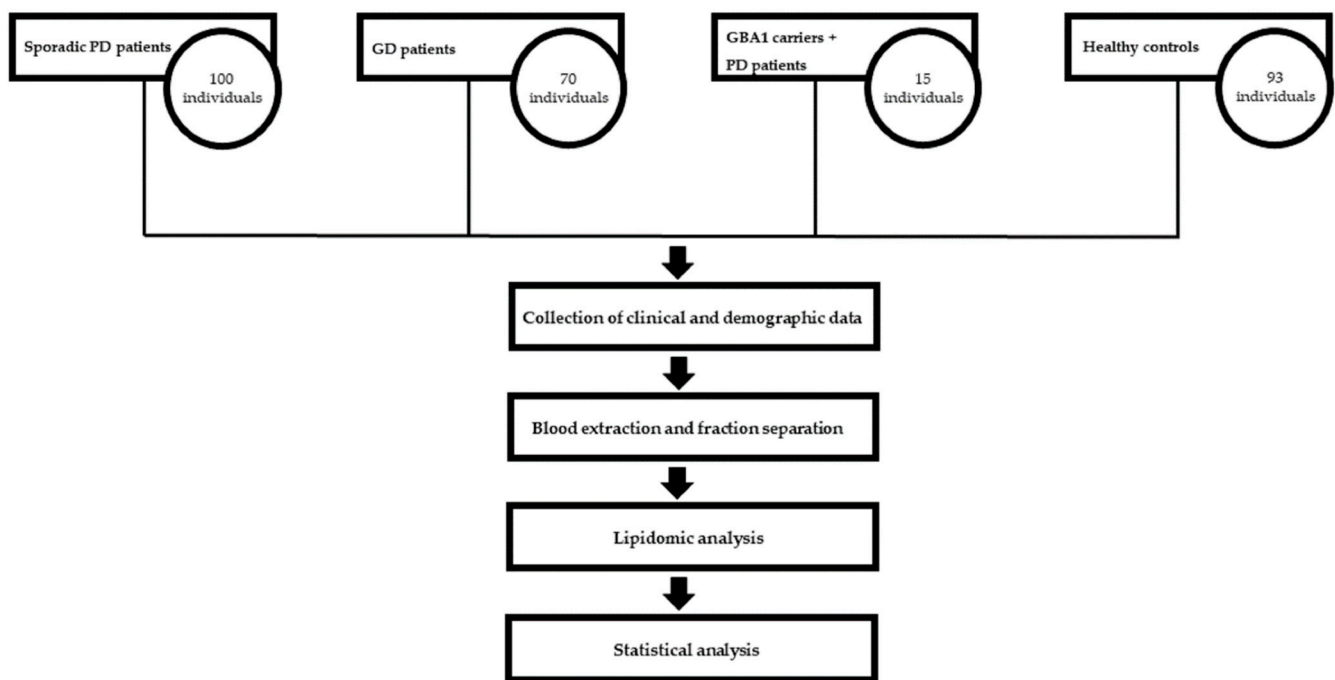 Sporadic PD patients
100
individuals
GD patients
70
individuals
GBA1 carriers +
PD patients
15
individuals
Healthy controls
93
individuals
Collection of clinical and demographic data
Blood extraction and fraction separation
Lipidomic analysis
Statistical analysis